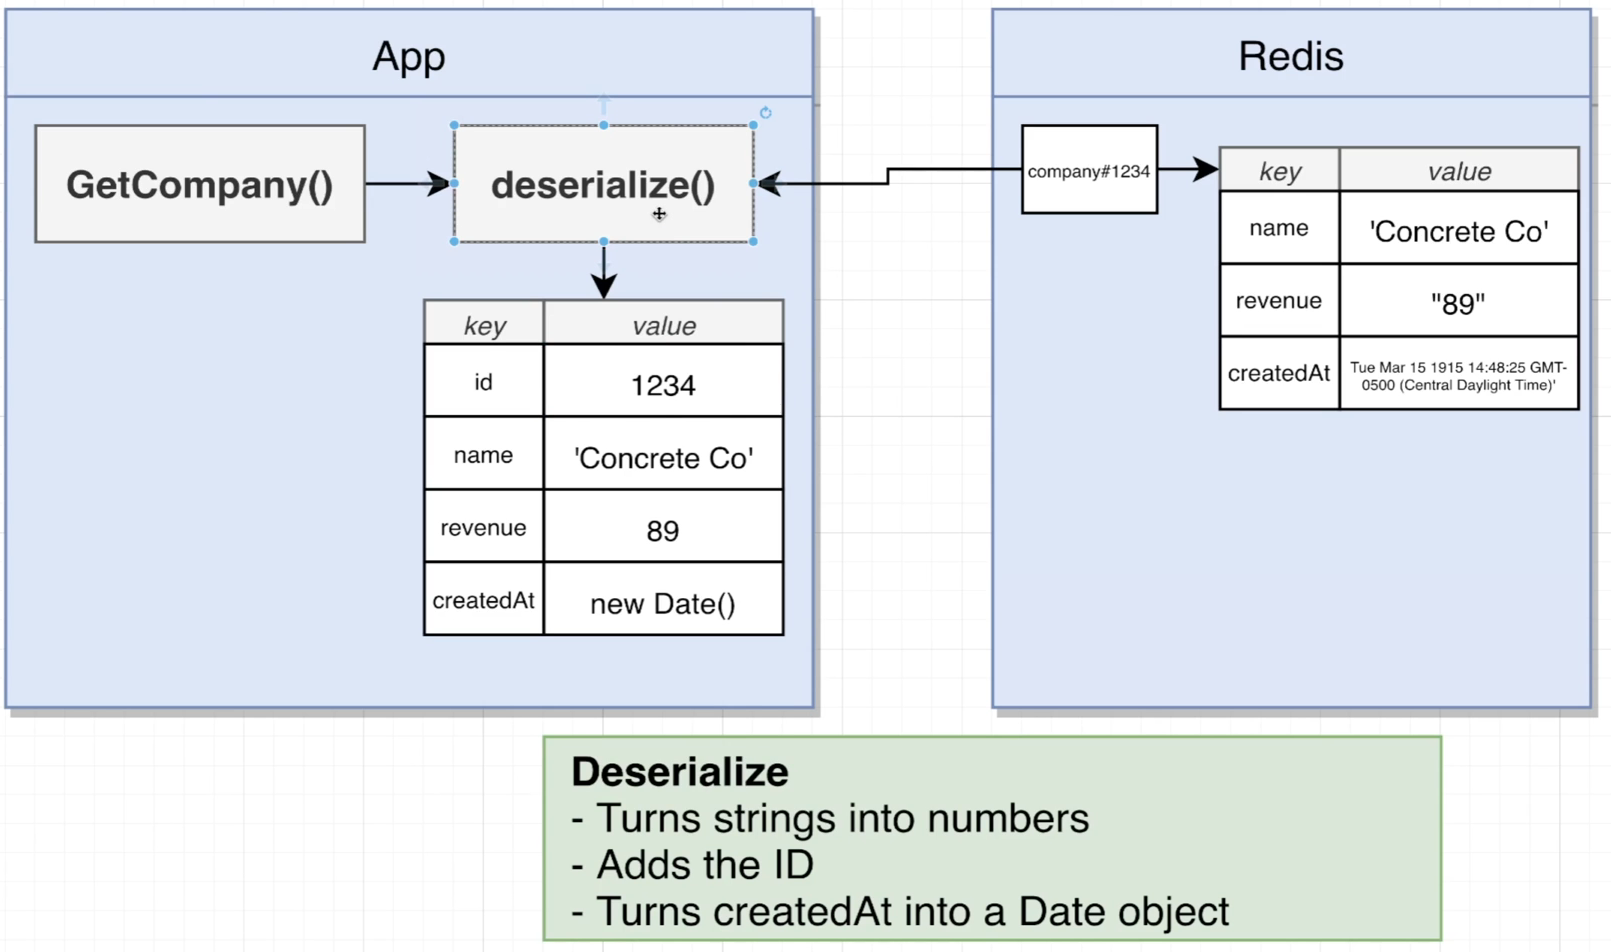 App
GetCompany()
deserialize()
key value
id 1234
name 'Concrete Co'
revenue 89
createdAt new Date()
Redis
company#1234
key value
name 'Concrete Co'
revenue "89"
createdAt Tue Mar 15 1915 14:48:25 GMT-
0500 (Central Daylight Time)'
Deserialize
- Turns strings into numbers
- Adds the ID
- Turns createdAt into a Date object